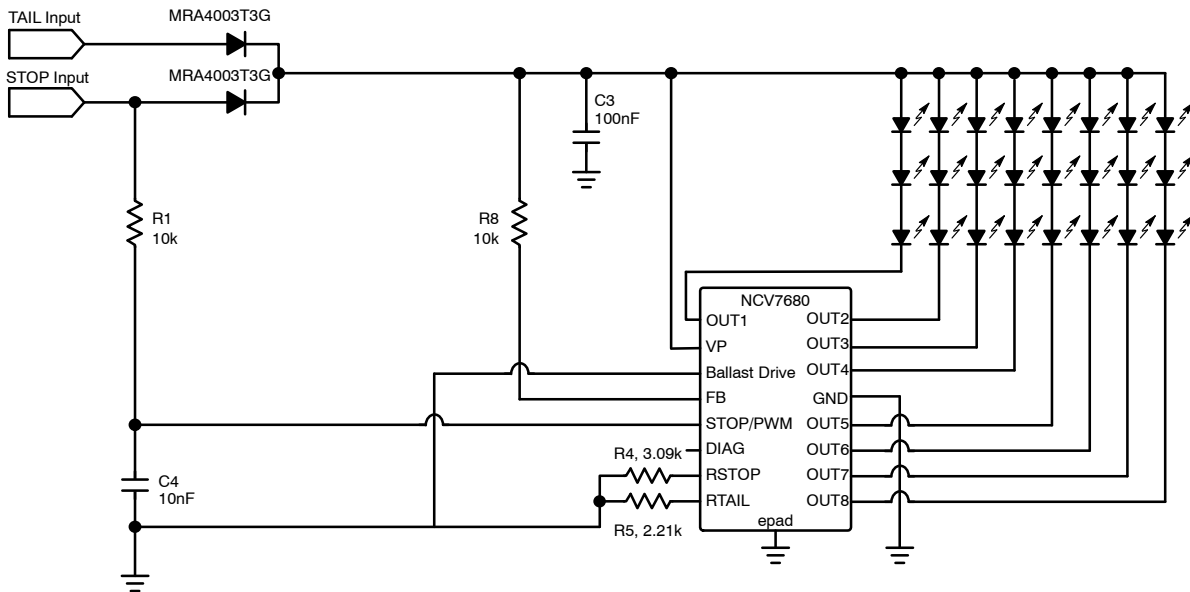 TAIL Input
MRA4003T3G
STOP Input
MRA4003T3G
C3
100nF
R1
10k
R8
10k
NCV7680
OUT1
OUT2
VP
OUT3
Ballast Drive
OUT4
FB
GND
STOP/PWM
OUT5
DIAG
OUT6
R4, 3.09k
RSTOP
OUT7
C4
10nF
RTAIL
OUT8
R5, 2.21k
epad